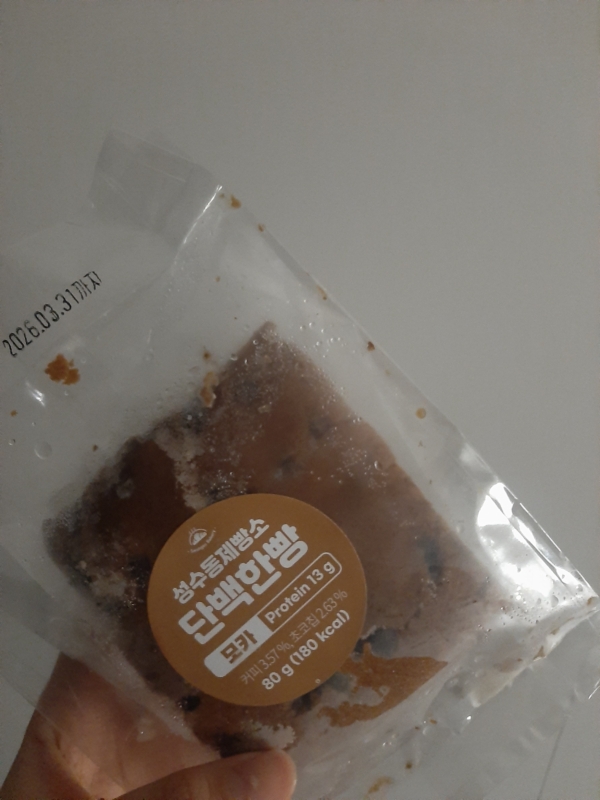 2026.03.31까지
성수동제빵소
단백한빵
모카 Protein 13 g
커피 3.57%, 초코칩 2.63%
80 g (180 kcal)